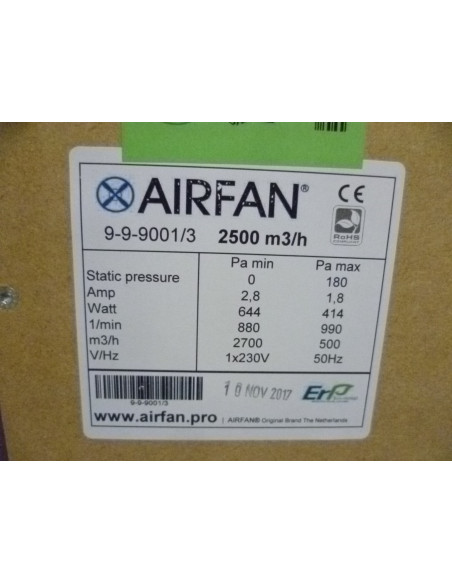 AIRFAN®
CE
RoHS
9-9-9001/3 2500 m3/h
Pa min Pa max
Static pressure 0 180
Amp 2,8 1,8
Watt 644 414
1/min 880 990
m3/h 2700 500
V/Hz 1x230V 50Hz
9-9-9001/3
10 NOV 2017
ErP
www.airfan.pro | AIRFAN® Original Brand The Netherlands